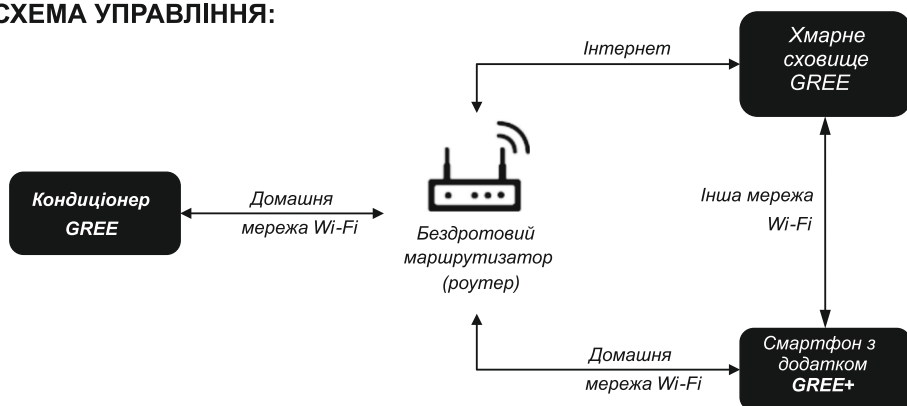 СХЕМА УПРАВЛІННЯ:
Інтернет
Хмарне
сховище
GREE
Кондиціонер
GREE
Домашня
мережа Wi-Fi
Бездротовий
маршрутизатор
(роутер)
Інша мережа
Wi-Fi
Домашня
мережа Wi-Fi
Смартфон з
додатком
GREE+